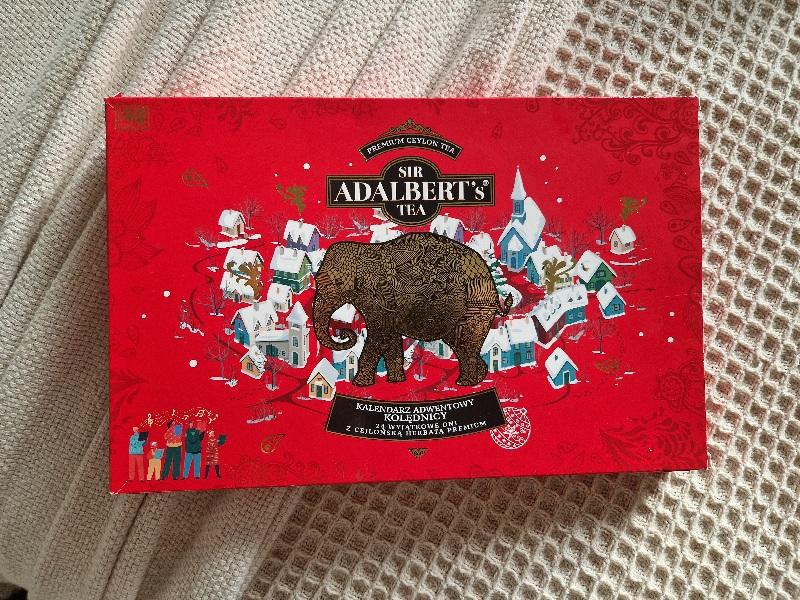 PREMIUM CEYLON TEA
SIR
ADALBERT's®
TEA
KALENDARZ ADWENTOWY
KOLĘDNICY
24 WYJĄTKOWE DNI
Z CEJLOŃSKĄ HERBATĄ PREMIUM